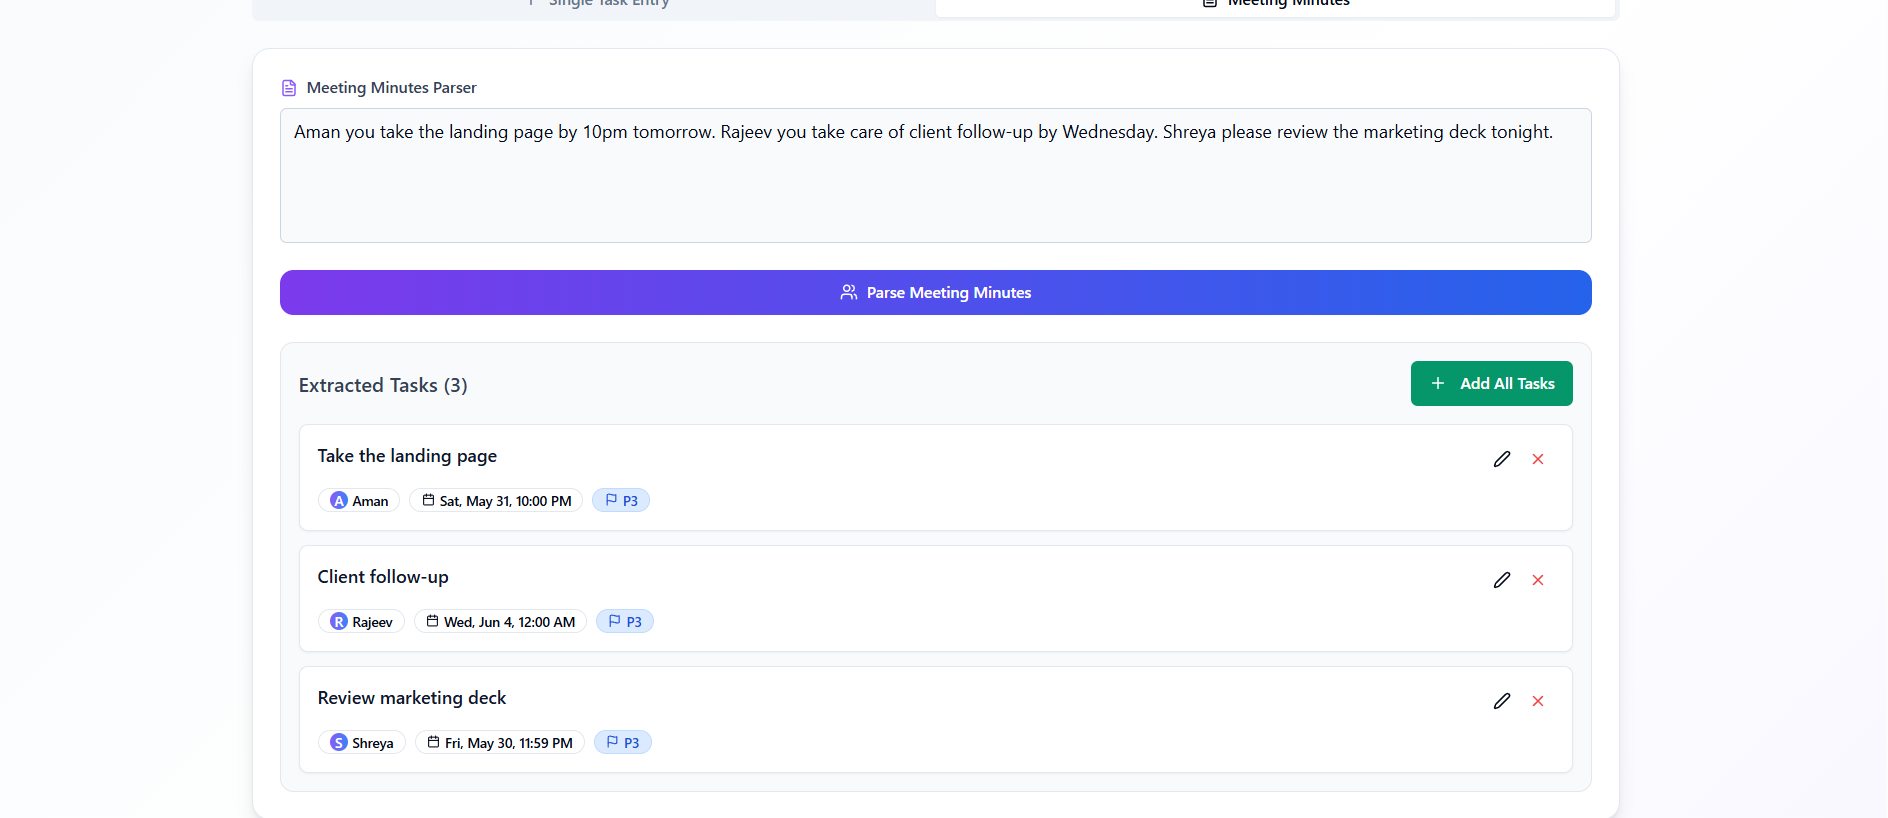 Single Task Entry
Meeting Minutes
Meeting Minutes Parser
Aman you take the landing page by 10pm tomorrow. Rajeev you take care of client follow-up by Wednesday. Shreya please review the marketing deck tonight.
Parse Meeting Minutes
Extracted Tasks (3)
+ Add All Tasks
Take the landing page
A Aman Sat, May 31, 10:00 PM P3
Client follow-up
R Rajeev Wed, Jun 4, 12:00 AM P3
Review marketing deck
S Shreya Fri, May 30, 11:59 PM P3